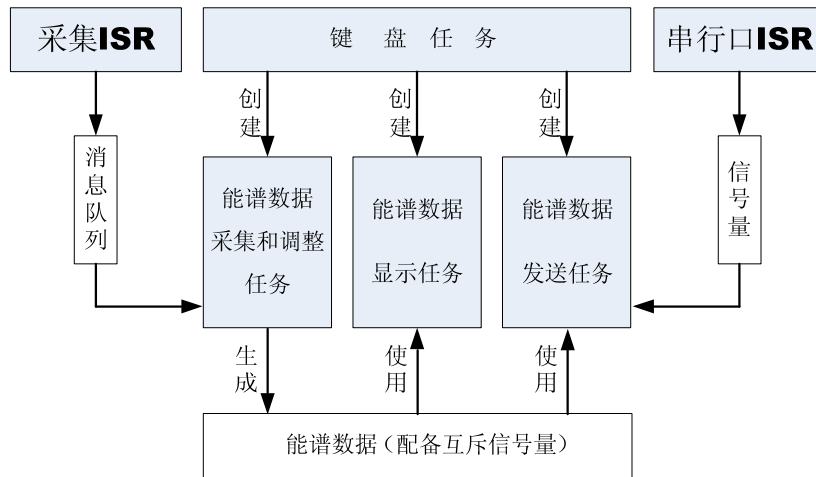 采集ISR
键 盘 任 务
串行口ISR
创建
创建
创建
消息队列
能谱数据
采集和调整
任务
能谱数据
显示任务
能谱数据
发送任务
信号量
生成
使用
使用
能谱数据（配备互斥信号量）